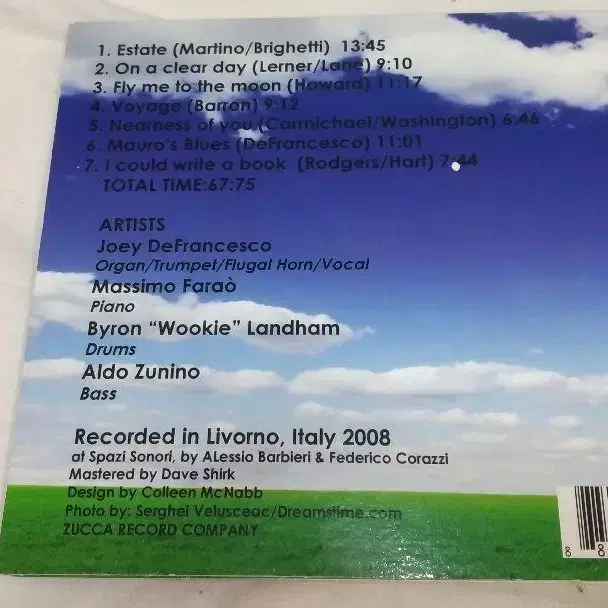 1. Estate (Martino/Brighetti) 13:45
2. On a clear day (Lerner/Lane) 9:10
3. Fly me to the moon (Howard) 11:17
4. Voyage (Barron) 9:12
5. Nearness of you (Carmichael/Washington) 6:46
6. Mauro's Blues (DeFrancesco) 11:01
7. I could write a book (Rodgers/Hart) 7:44
TOTAL TIME:67:75
ARTISTS
Joey DeFrancesco
Organ/Trumpet/Flugal Horn/Vocal
Massimo Faraò
Piano
Byron “Wookie” Landham
Drums
Aldo Zunino
Bass
Recorded in Livorno, Italy 2008
at Spazi Sonori, by ALessio Barbieri & Federico Corazzi
Mastered by Dave Shirk
Design by Colleen McNabb
Photo by: Serghei Velusceac/Dreamstime.com
ZUCCA RECORD COMPANY
8 8